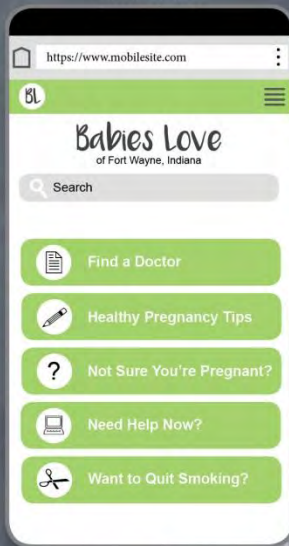 https://www.mobilesite.com
BL
Babies Love
of Fort Wayne, Indiana
Search
Find a Doctor
Healthy Pregnancy Tips
? Not Sure You're Pregnant?
Need Help Now?
Want to Quit Smoking?